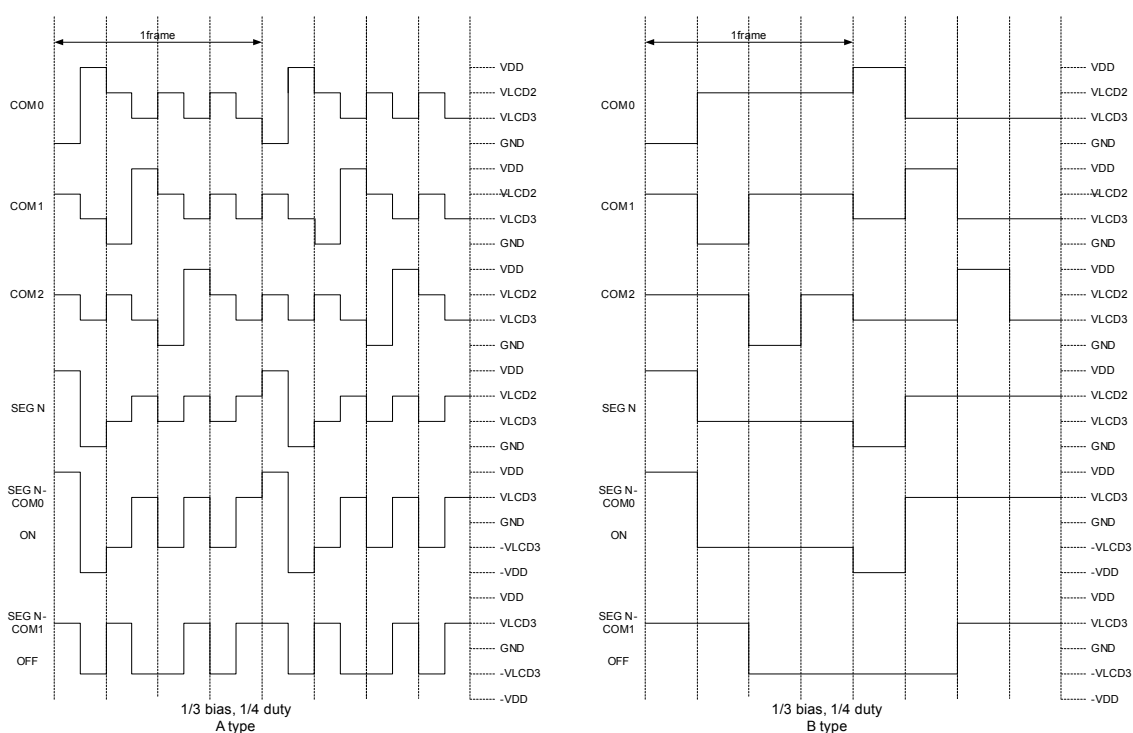 1frame
COM0
VDD
VLCD2
VLCD3
GND
COM1
VDD
VLCD2
VLCD3
GND
COM2
VDD
VLCD2
VLCD3
GND
SEG N
VDD
VLCD2
VLCD3
GND
SEG N-
COM0
ON
VDD
VLCD3
GND
-VLCD3
-VDD
SEG N-
COM1
OFF
VDD
VLCD3
GND
-VLCD3
-VDD
1/3 bias, 1/4 duty
A type
1frame
COM0
VDD
VLCD2
VLCD3
GND
COM1
VDD
VLCD2
VLCD3
GND
COM2
VDD
VLCD2
VLCD3
GND
SEG N
VDD
VLCD2
VLCD3
GND
SEG N-
COM0
ON
VDD
VLCD3
GND
-VLCD3
-VDD
SEG N-
COM1
OFF
VDD
VLCD3
GND
-VLCD3
-VDD
1/3 bias, 1/4 duty
B type